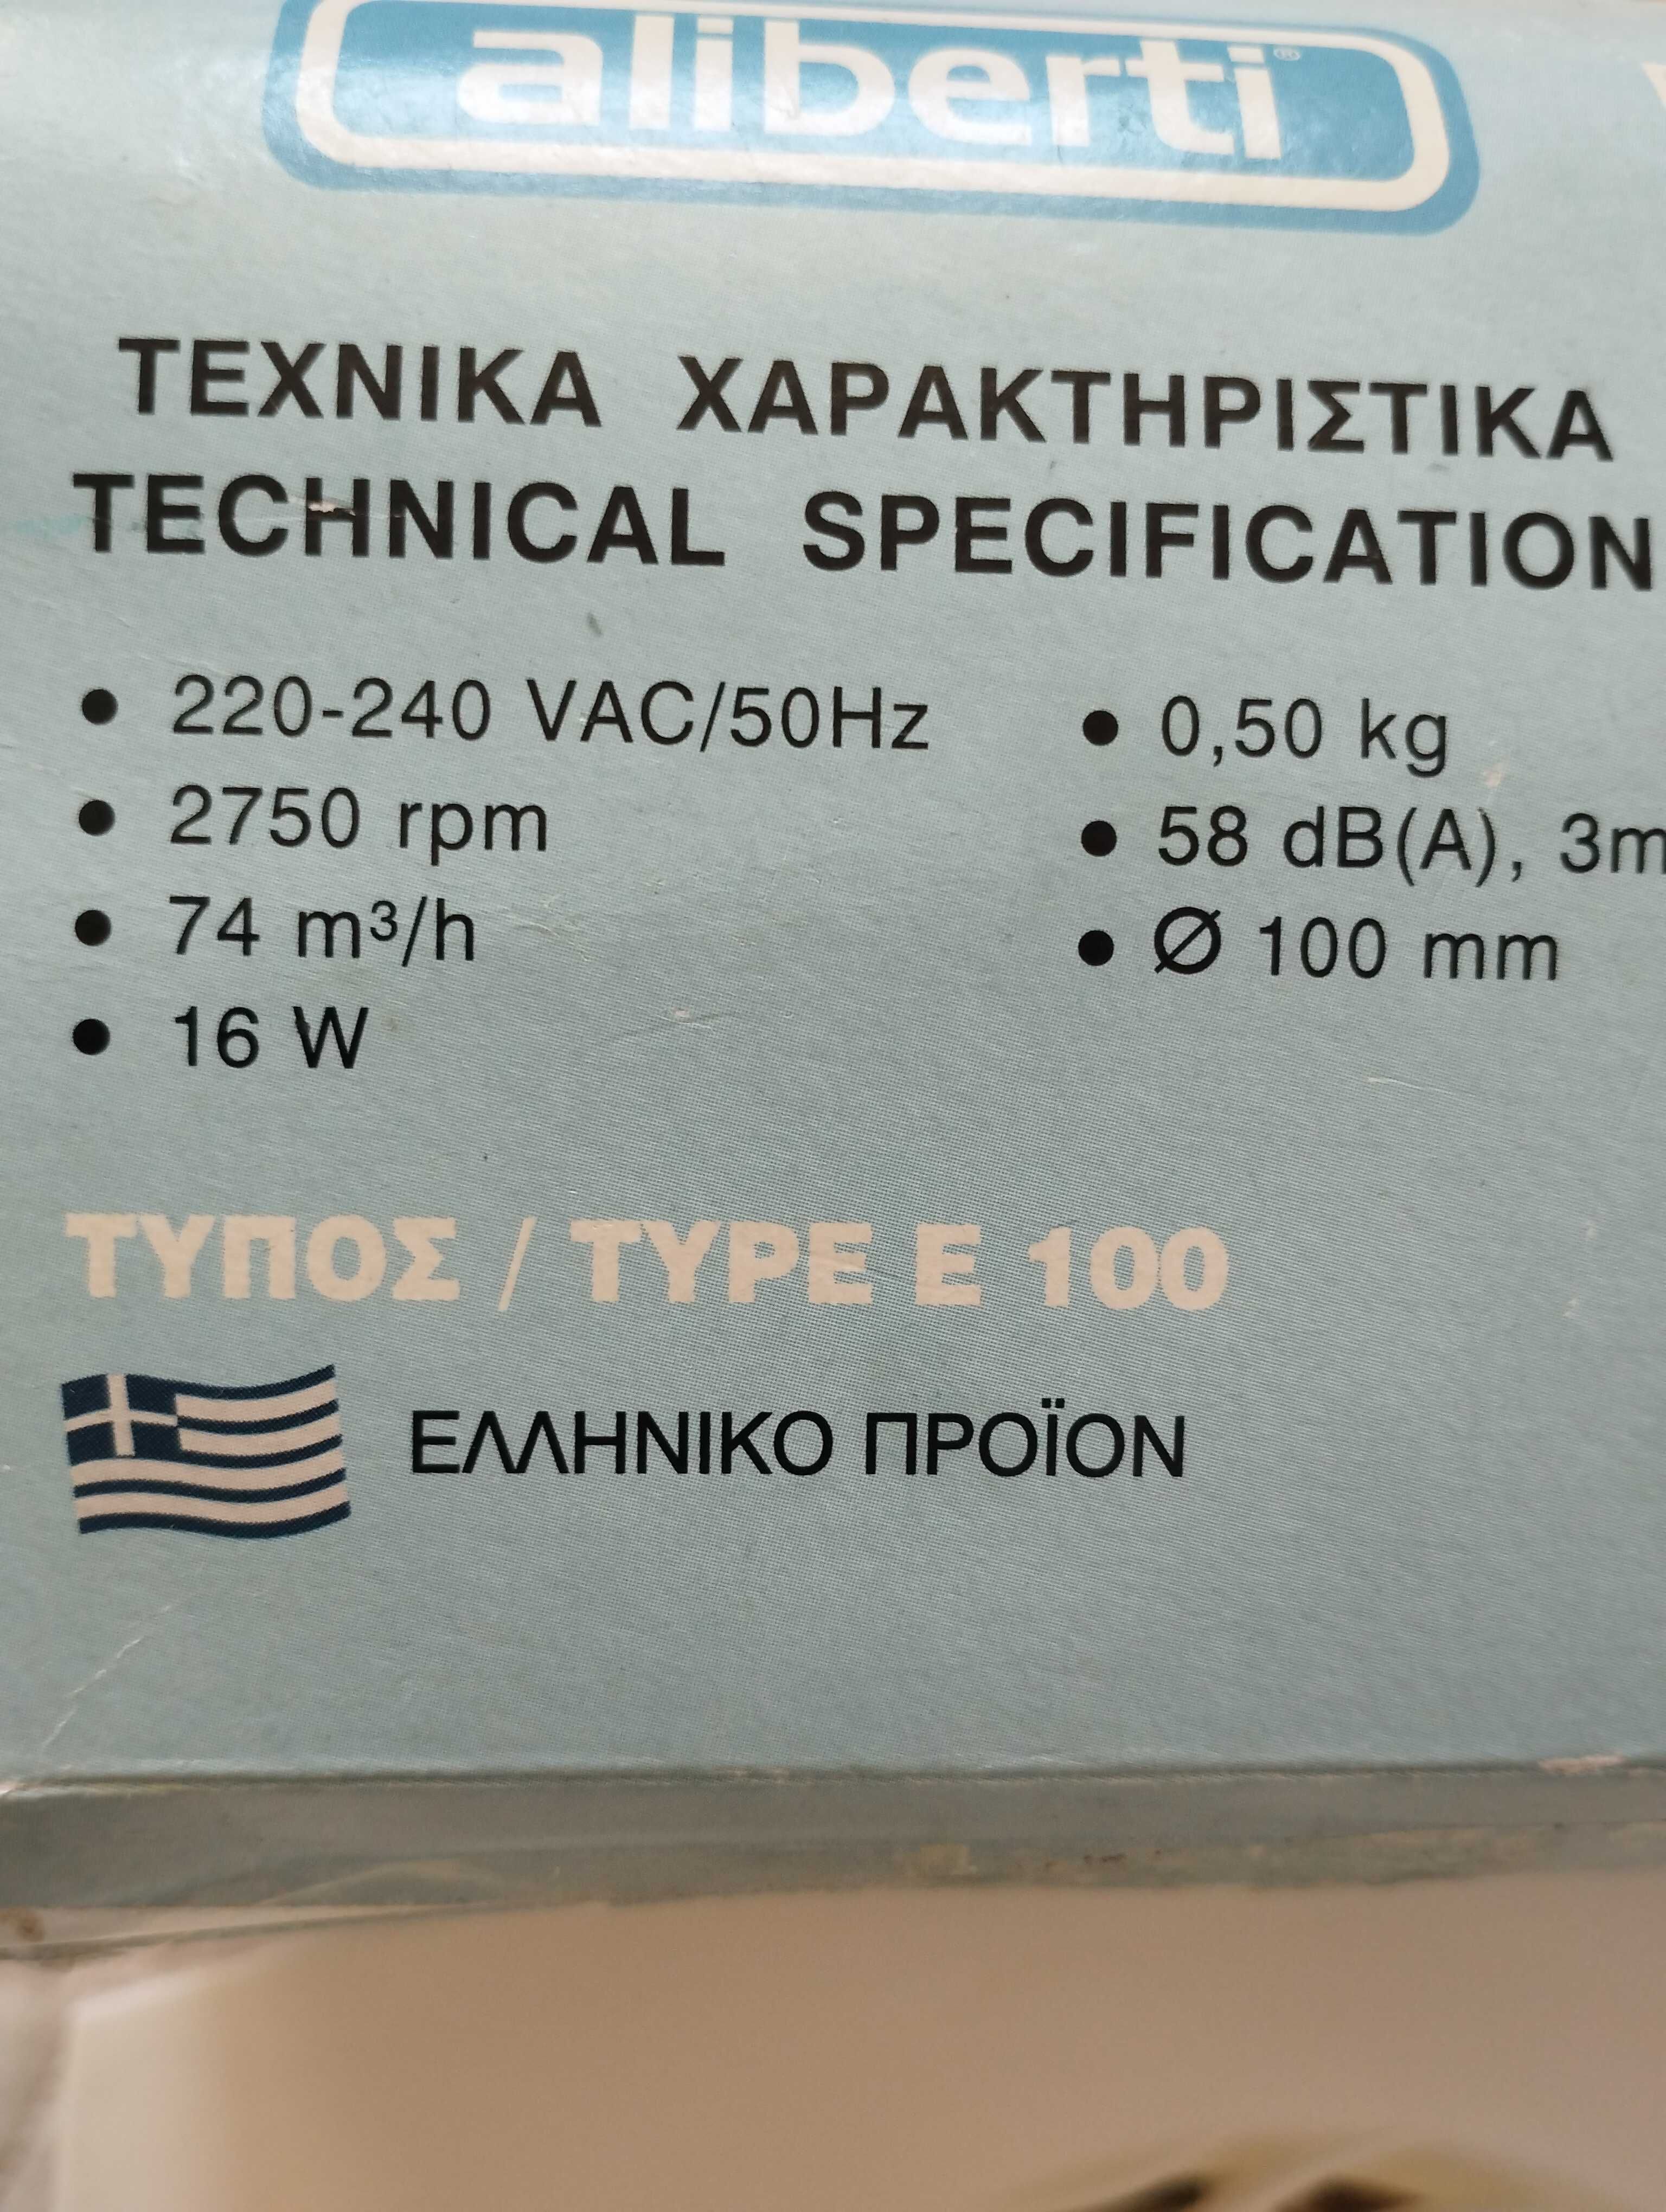 aliberti®
ΤΕΧΝΙΚΑ ΧΑΡΑΚΤΗΡΙΣΤΙΚΑ
TECHNICAL SPECIFICATION
• 220-240 VAC/50Hz
• 2750 rpm
• 74 m³/h
• 16 W
• 0,50 kg
• 58 dB(A), 3m
• Ø 100 mm
ΤΥΠΟΣ / TYPE E 100
ΕΛΛΗΝΙΚΟ ΠΡΟΪΟΝ